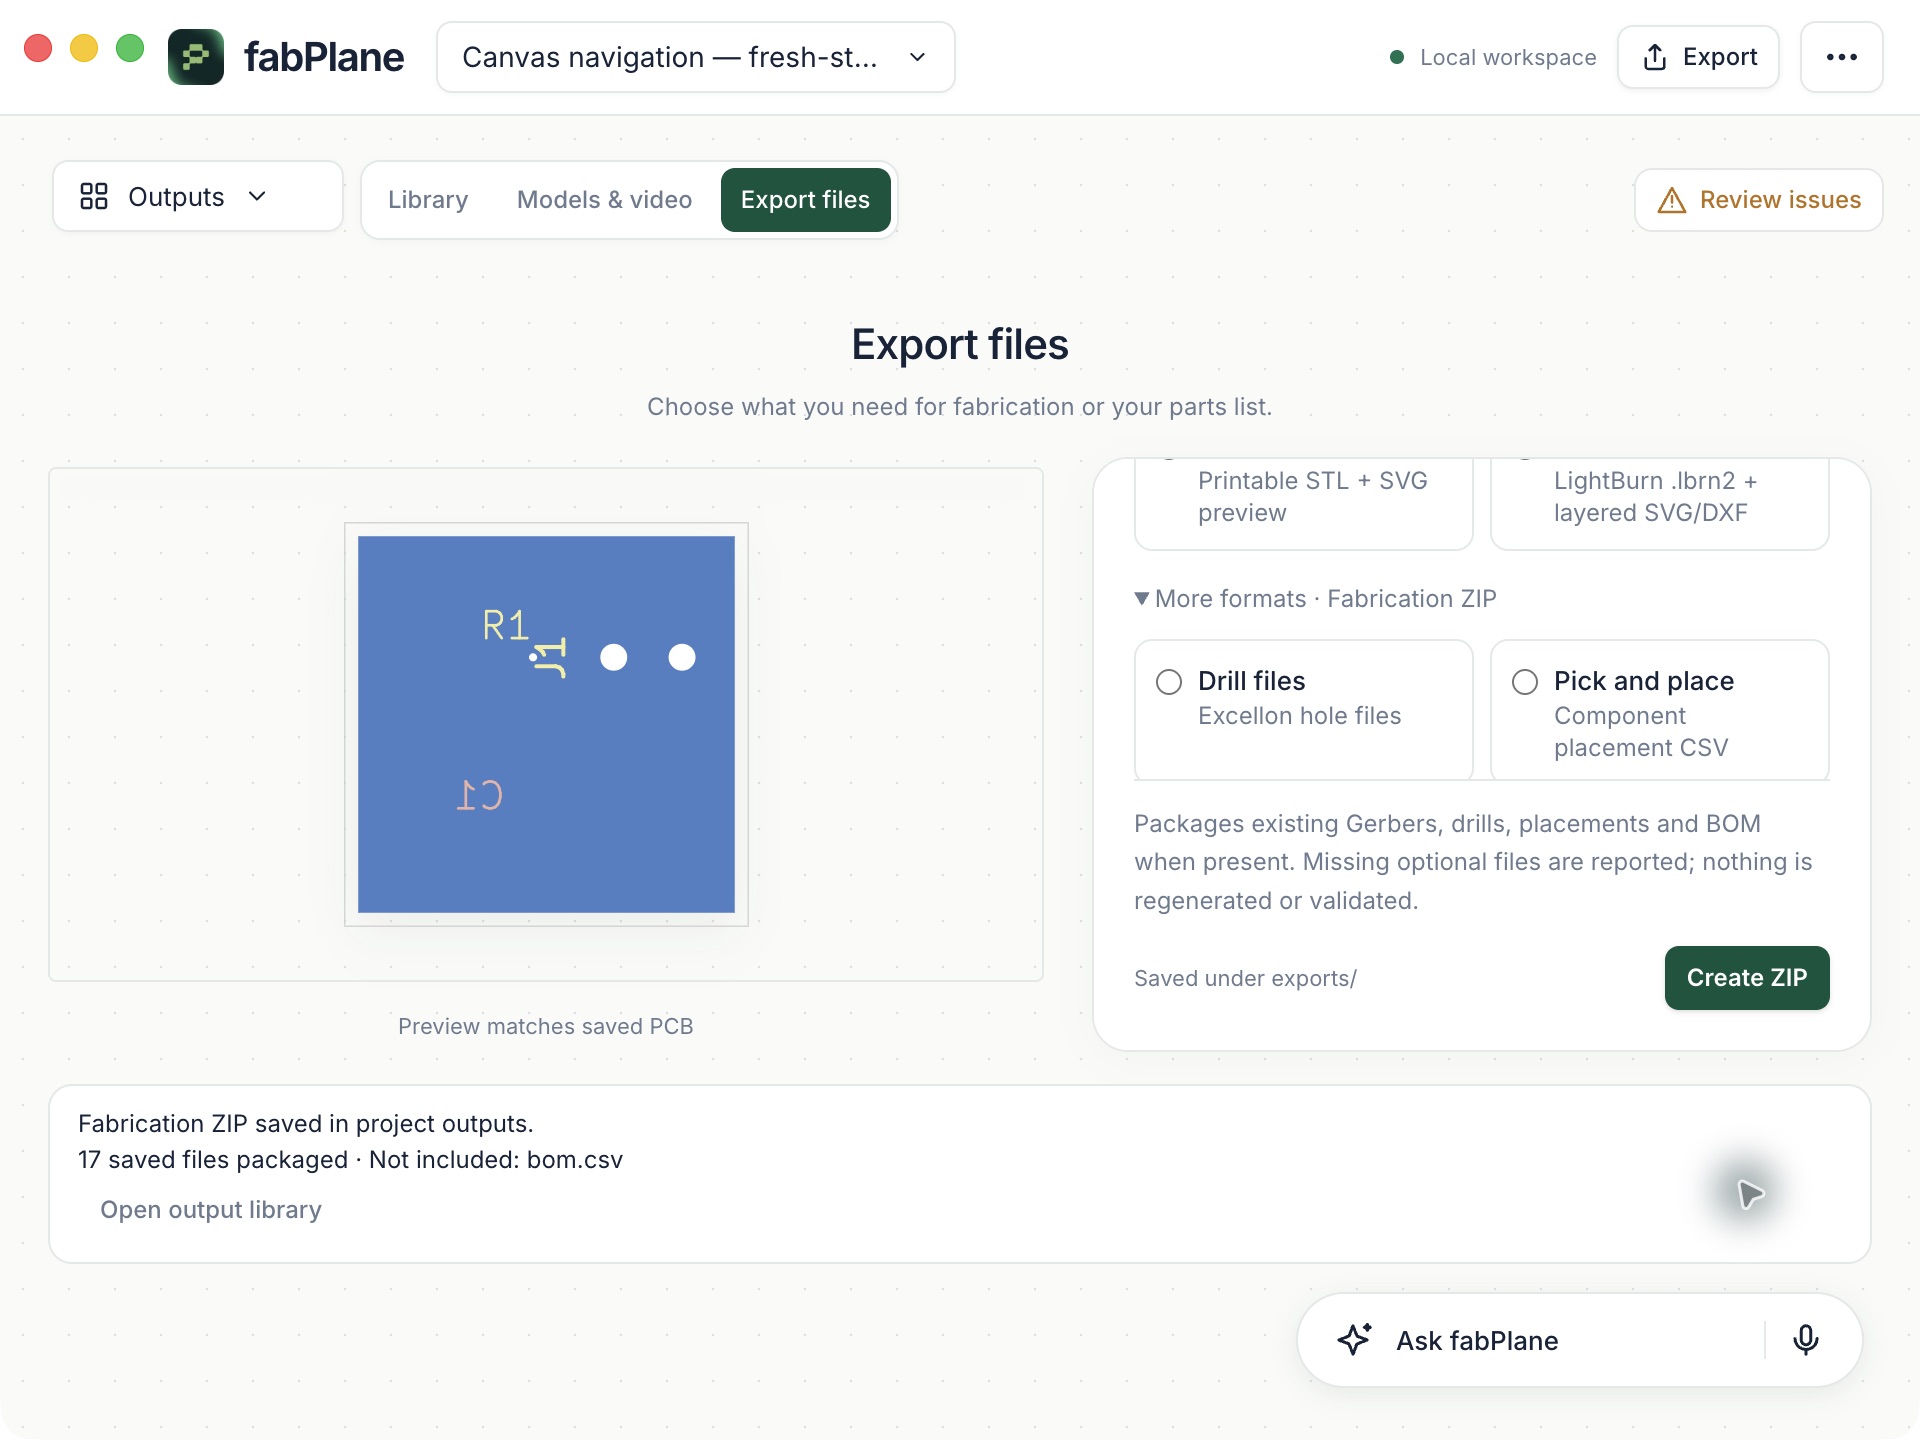 fabPlane
Canvas navigation — fresh-st...
Local workspace
Export
Outputs
Library
Models & video
Export files
Review issues
Export files
Choose what you need for fabrication or your parts list.
R1
J1
C1
Preview matches saved PCB
Printable STL + SVG
preview
LightBurn .lbrn2 +
layered SVG/DXF
More formats · Fabrication ZIP
Drill files
Excellon hole files
Pick and place
Component
placement CSV
Packages existing Gerbers, drills, placements and BOM
when present. Missing optional files are reported; nothing is
regenerated or validated.
Saved under exports/
Create ZIP
Fabrication ZIP saved in project outputs.
17 saved files packaged · Not included: bom.csv
Open output library
Ask fabPlane